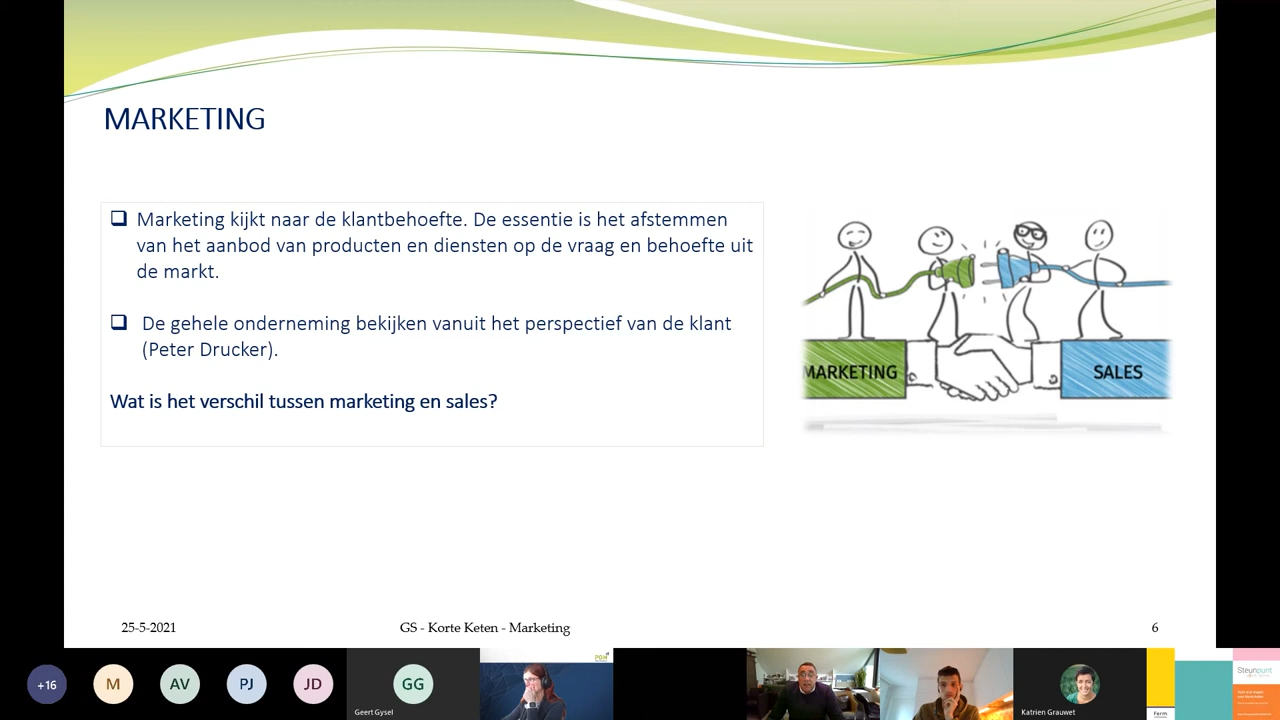 MARKETING
Marketing kijkt naar de klantbehoefte. De essentie is het afstemmen
van het aanbod van producten en diensten op de vraag en behoefte uit
de markt.
De gehele onderneming bekijken vanuit het perspectief van de klant
(Peter Drucker).
Wat is het verschil tussen marketing en sales?
MARKETING
SALES
25-5-2021
GS - Korte Keten - Marketing
6
+16
M
AV
PJ
JD
GG
Geert Gysel
Katrien Grauwet
Ferm
Steunpunt